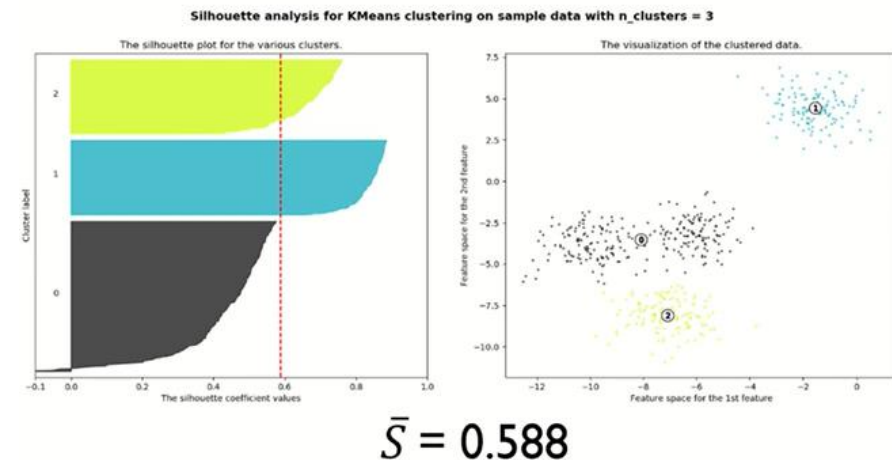 Silhouette analysis for KMeans clustering on sample data with n_clusters = 3
The silhouette plot for the various clusters.
Cluster label
2
1
0
−0.1 0.0 0.2 0.4 0.6 0.8 1.0
The silhouette coefficient values
The visualization of the clustered data.
Feature space for the 2nd feature
7.5
5.0
2.5
0.0
−2.5
−5.0
−7.5
−10.0
1
0
2
−12 −10 −8 −6 −4 −2 0
Feature space for the 1st feature
S̄ = 0.588